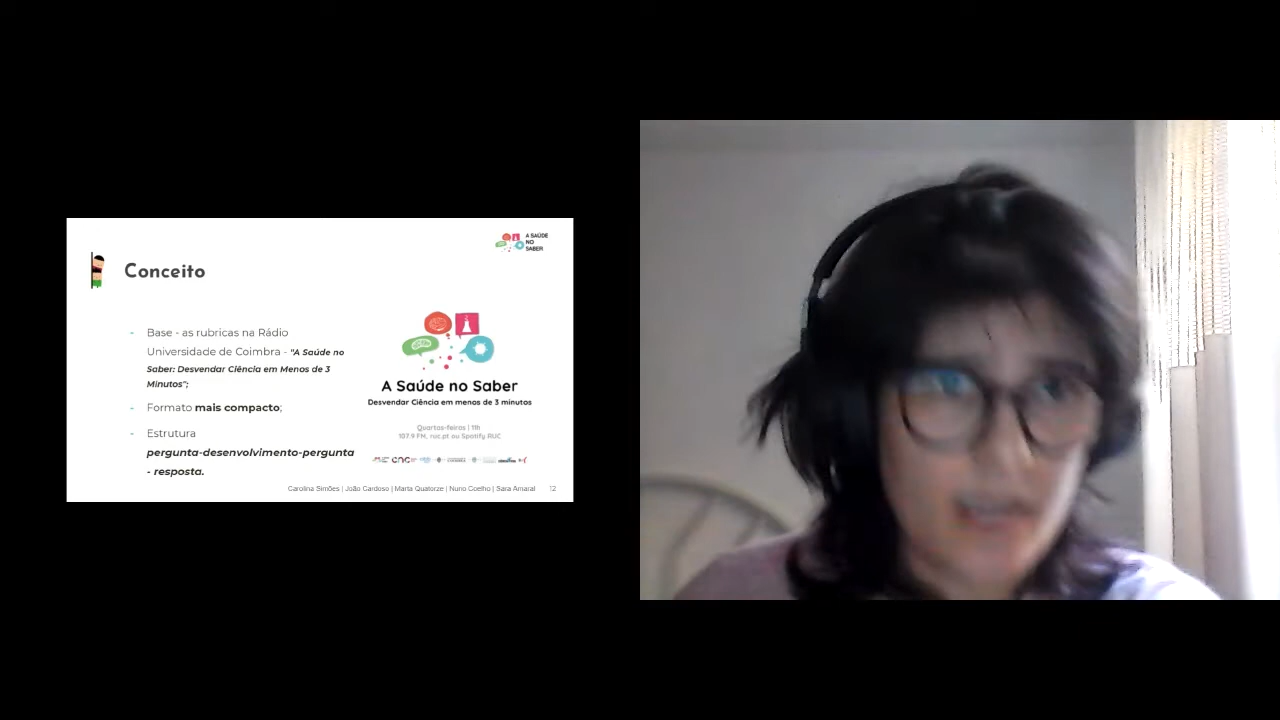 A SAÚDE
NO
SABER
Conceito
- Base - as rubricas na Rádio
Universidade de Coimbra - "A Saúde no
Saber: Desvendar Ciência em Menos de 3
Minutos";
- Formato mais compacto;
- Estrutura
pergunta-desenvolvimento-pergunta
- resposta.
A Saúde no Saber
Desvendar Ciência em menos de 3 minutos
Quartas-feiras | 11h
107.9 FM, ruc.pt ou Spotify RUC
cnc
Carolina Simões | João Cardoso | Marta Quatorze | Nuno Coelho | Sara Amaral 12